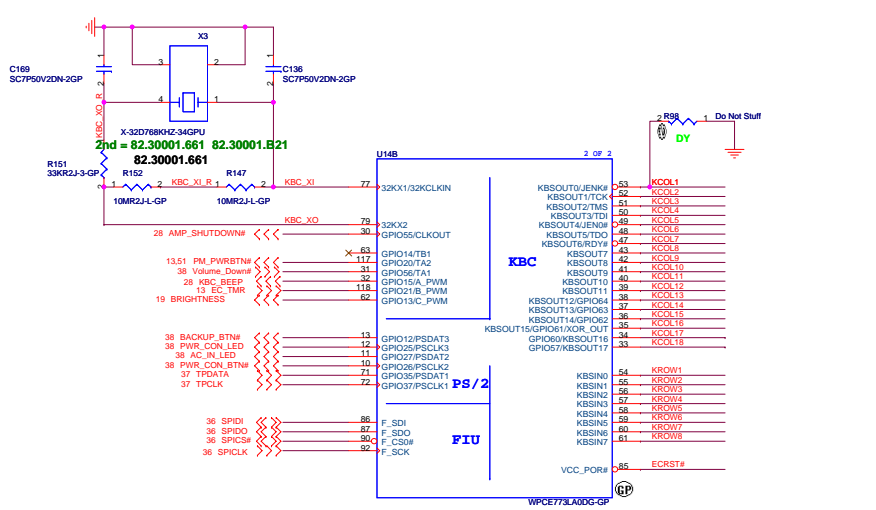 X3
3
2
4
1
1
2
C169
SC7P50V2DN-2GP
1
2
C136
SC7P50V2DN-2GP
KBC_XO_R
X-32D768KHZ-34GPU
2nd = 82.30001.661 82.30001.B21
82.30001.661
R151
33KR2J-3-GP
1
2
R152
10MR2J-L-GP
KBC_XI_R
1
2
R147
10MR2J-L-GP
KBC_XI
KBC_XO
2
R98
1
Do Not Stuff
DY
U14B
2 OF 2
77 32KX1/32KCLKIN
79 32KX2
28 AMP_SHUTDOWN# 30 GPIO55/CLKOUT
63 GPIO14/TB1
13,51 PM_PWRBTN# 117 GPIO20/TA2
38 Volume_Down# 31 GPIO56/TA1
28 KBC_BEEP 32 GPIO15/A_PWM
13 EC_TMR 118 GPIO21/B_PWM
19 BRIGHTNESS 62 GPIO13/C_PWM
38 BACKUP_BTN# 13 GPIO12/PSDAT3
38 PWR_CON_LED 12 GPIO25/PSCLK3
38 AC_IN_LED 11 GPIO27/PSDAT2
38 PWR_CON_BTN# 10 GPIO26/PSCLK2
37 TPDATA 71 GPIO35/PSDAT1
37 TPCLK 72 GPIO37/PSCLK1
36 SPIDI 86 F_SDI
36 SPIDO 87 F_SDO
36 SPICS# 90 F_CS0#
36 SPICLK 92 F_SCK
KBC
PS/2
FIU
KBSOUT0/JENK# 53 KCOL1
KBSOUT1/TCK 52 KCOL2
KBSOUT2/TMS 51 KCOL3
KBSOUT3/TDI 50 KCOL4
KBSOUT4/JEN0# 49 KCOL5
KBSOUT5/TDO 48 KCOL6
KBSOUT6/RDY# 47 KCOL7
KBSOUT7 43 KCOL8
KBSOUT8 42 KCOL9
KBSOUT9 41 KCOL10
KBSOUT10 40 KCOL11
KBSOUT11 39 KCOL12
KBSOUT12/GPIO64 38 KCOL13
KBSOUT13/GPIO63 37 KCOL14
KBSOUT14/GPIO62 36 KCOL15
KBSOUT15/GPIO61/XOR_OUT 35 KCOL16
GPIO60/KBSOUT16 34 KCOL17
GPIO57/KBSOUT17 33 KCOL18
KBSIN0 54 KROW1
KBSIN1 55 KROW2
KBSIN2 56 KROW3
KBSIN3 57 KROW4
KBSIN4 58 KROW5
KBSIN5 59 KROW6
KBSIN6 60 KROW7
KBSIN7 61 KROW8
VCC_POR# 85 ECRST#
GP
WPCE773LA0DG-GP